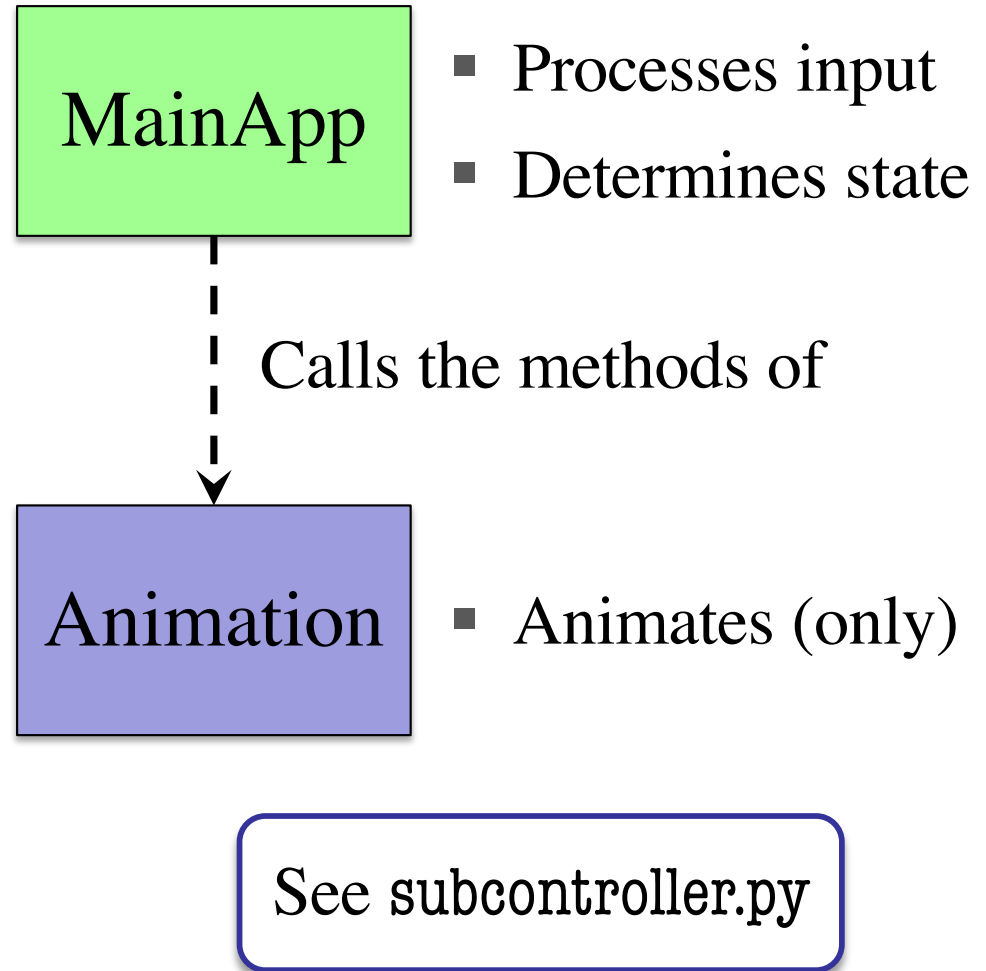 MainApp
Processes input
Determines state
Calls the methods of
Animation
Animates (only)
See subcontroller.py